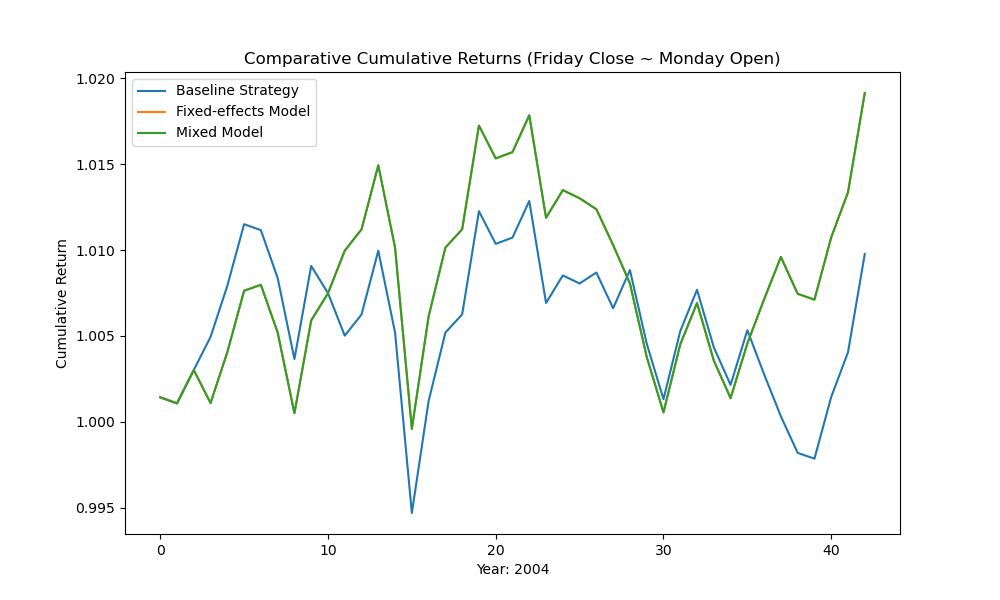 Comparative Cumulative Returns (Friday Close ~ Monday Open)
Baseline Strategy
Fixed-effects Model
Mixed Model
Cumulative Return
1.020
1.015
1.010
1.005
1.000
0.995
0 10 20 30 40
Year: 2004